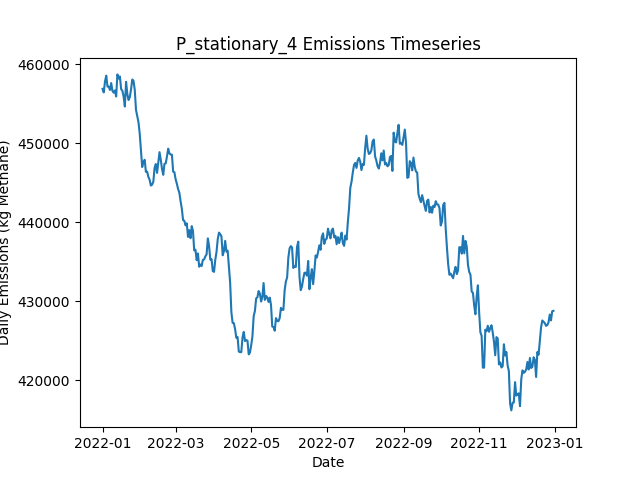 P_stationary_4 Emissions Timeseries
Daily Emissions (kg Methane)
460000
450000
440000
430000
420000
2022-01 2022-03 2022-05 2022-07 2022-09 2022-11 2023-01
Date